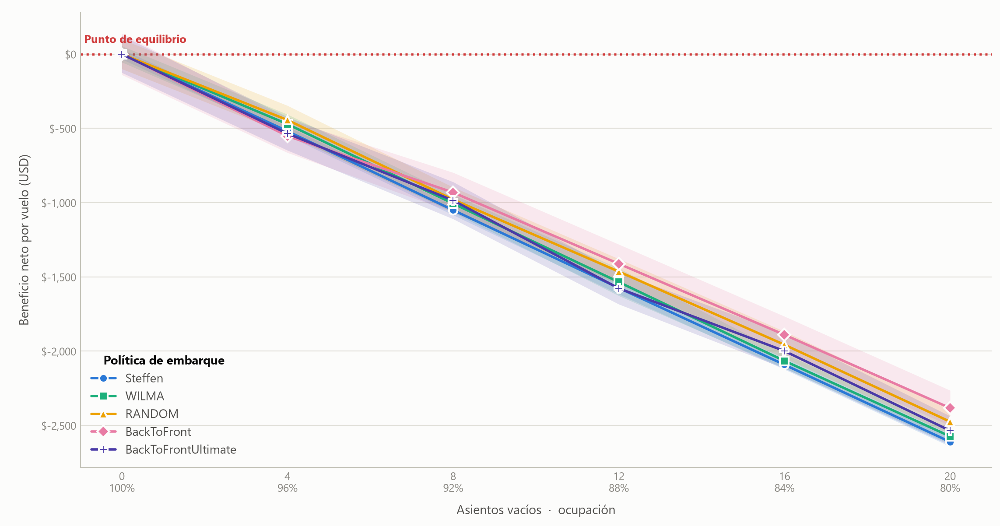 Punto de equilibrio
$0
$-500
$-1,000
$-1,500
$-2,000
$-2,500
Beneficio neto por vuelo (USD)
Política de embarque
Steffen
WILMA
RANDOM
BackToFront
BackToFrontUltimate
0 4 8 12 16 20
100% 96% 92% 88% 84% 80%
Asientos vacíos · ocupación